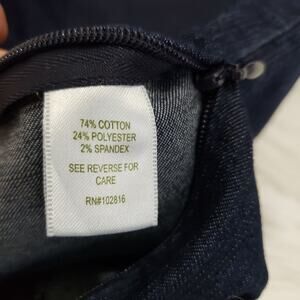 74% COTTON
24% POLYESTER
2% SPANDEX
SEE REVERSE FOR
CARE
RN#102816